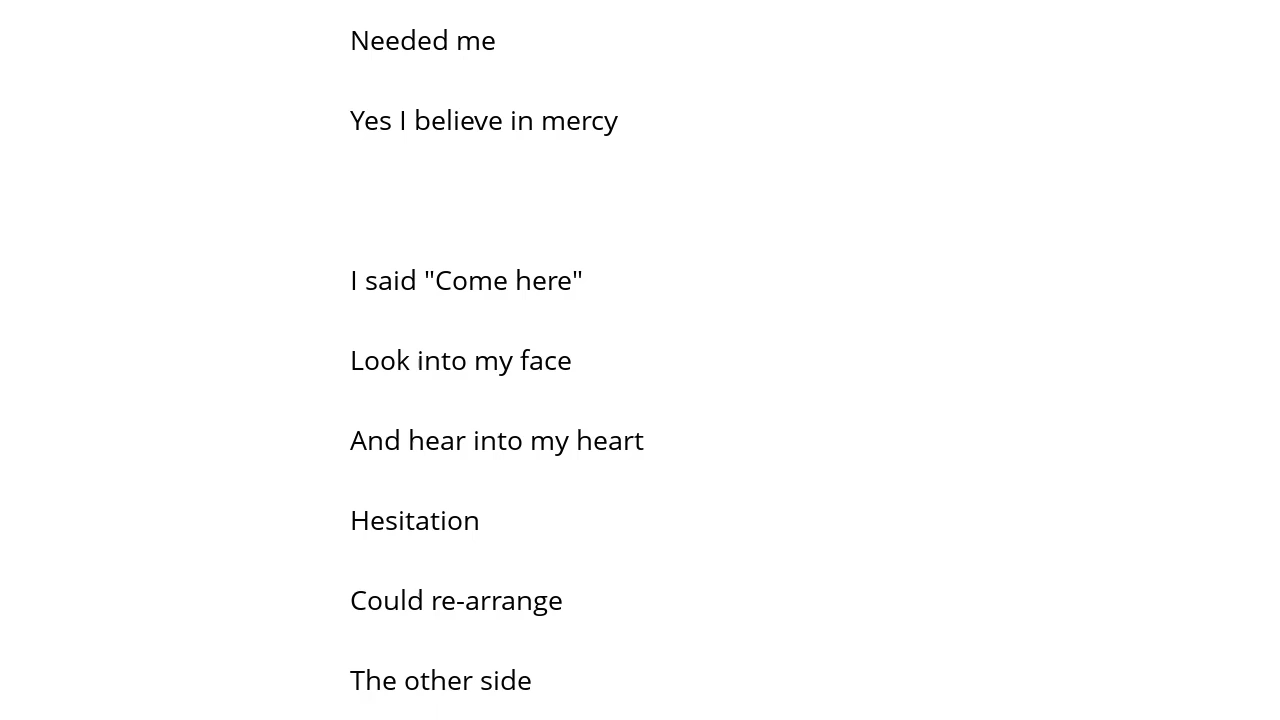 Needed me
Yes I believe in mercy
I said "Come here"
Look into my face
And hear into my heart
Hesitation
Could re-arrange
The other side